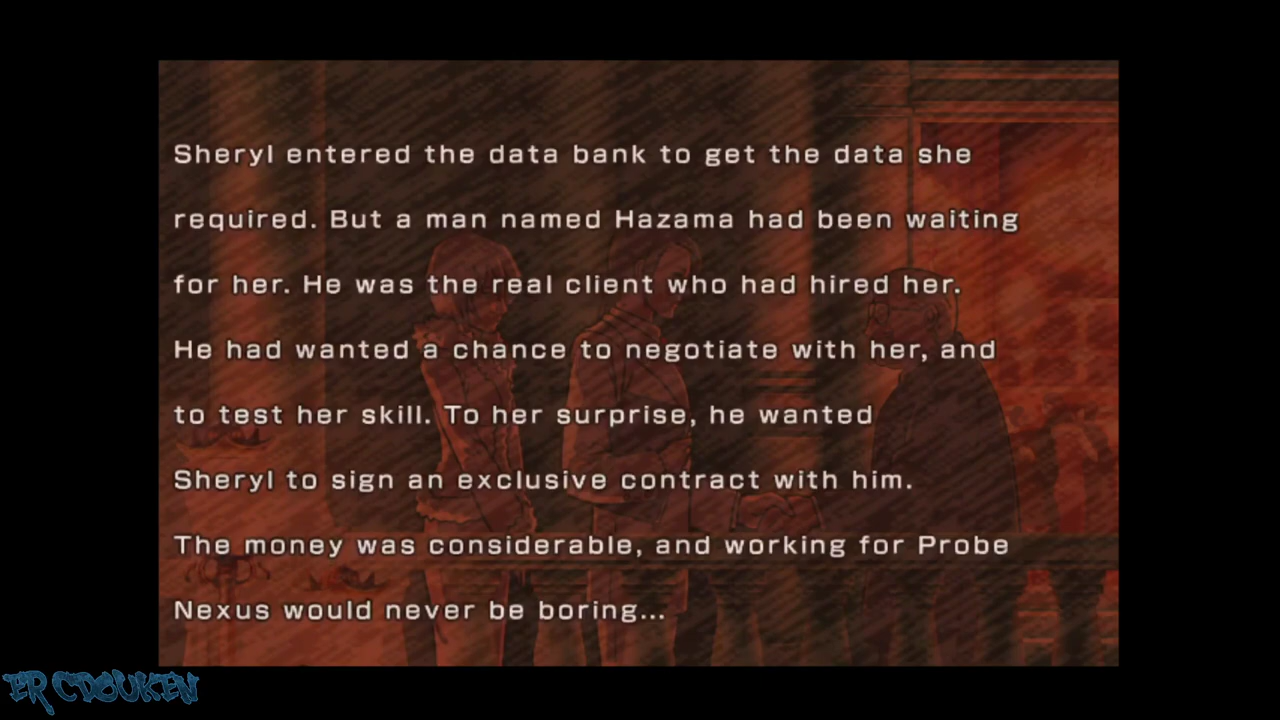 Sheryl entered the data bank to get the data she
required. But a man named Hazama had been waiting
for her. He was the real client who had hired her.
He had wanted a chance to negotiate with her, and
to test her skill. To her surprise, he wanted
Sheryl to sign an exclusive contract with him.
The money was considerable, and working for Probe
Nexus would never be boring...
ER CDOUKEN